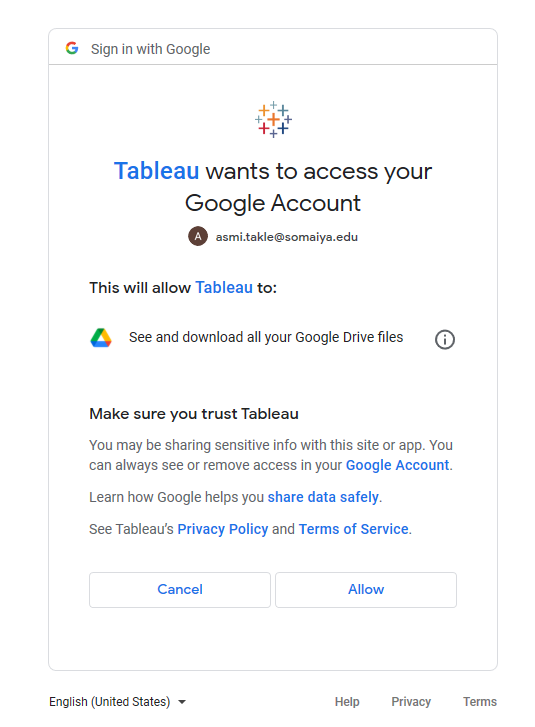 Sign in with Google
Tableau wants to access your
Google Account
A asmi.takle@somaiya.edu
This will allow Tableau to:
See and download all your Google Drive files
Make sure you trust Tableau
You may be sharing sensitive info with this site or app. You
can always see or remove access in your Google Account.
Learn how Google helps you share data safely.
See Tableau’s Privacy Policy and Terms of Service.
Cancel Allow
English (United States) Help Privacy Terms